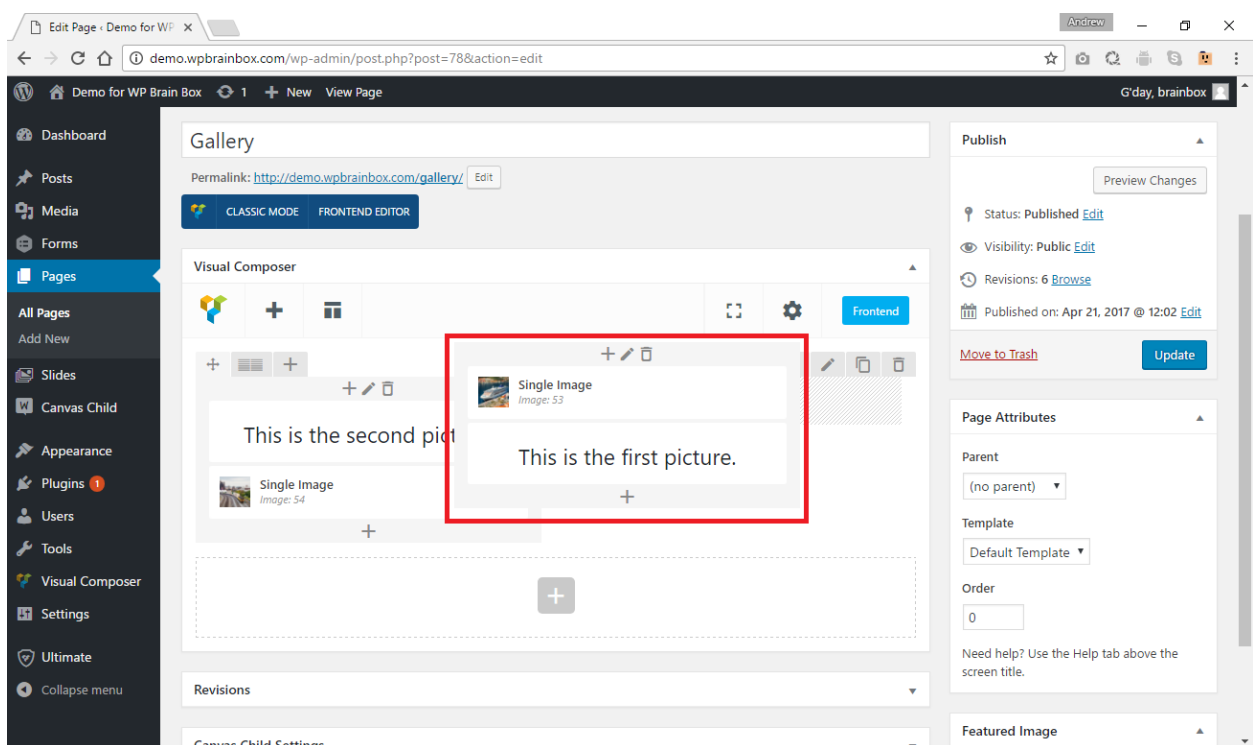 Edit Page ‹ Demo for WP
Andrew
demo.wpbrainbox.com/wp-admin/post.php?post=78&action=edit
Demo for WP Brain Box 1 New View Page
G'day, brainbox
Dashboard
Posts
Media
Forms
Pages
All Pages
Add New
Slides
Canvas Child
Appearance
Plugins 1
Users
Tools
Visual Composer
Settings
Ultimate
Collapse menu
Gallery
Permalink: http://demo.wpbrainbox.com/gallery/ Edit
CLASSIC MODE FRONTEND EDITOR
Visual Composer
Frontend
This is the second pict
Single Image
Image: 54
Single Image
Image: 53
This is the first picture.
Revisions
Canvas Child Settings
Publish
Preview Changes
Status: Published Edit
Visibility: Public Edit
Revisions: 6 Browse
Published on: Apr 21, 2017 @ 12:02 Edit
Move to Trash
Update
Page Attributes
Parent
(no parent)
Template
Default Template
Order
0
Need help? Use the Help tab above the
screen title.
Featured Image